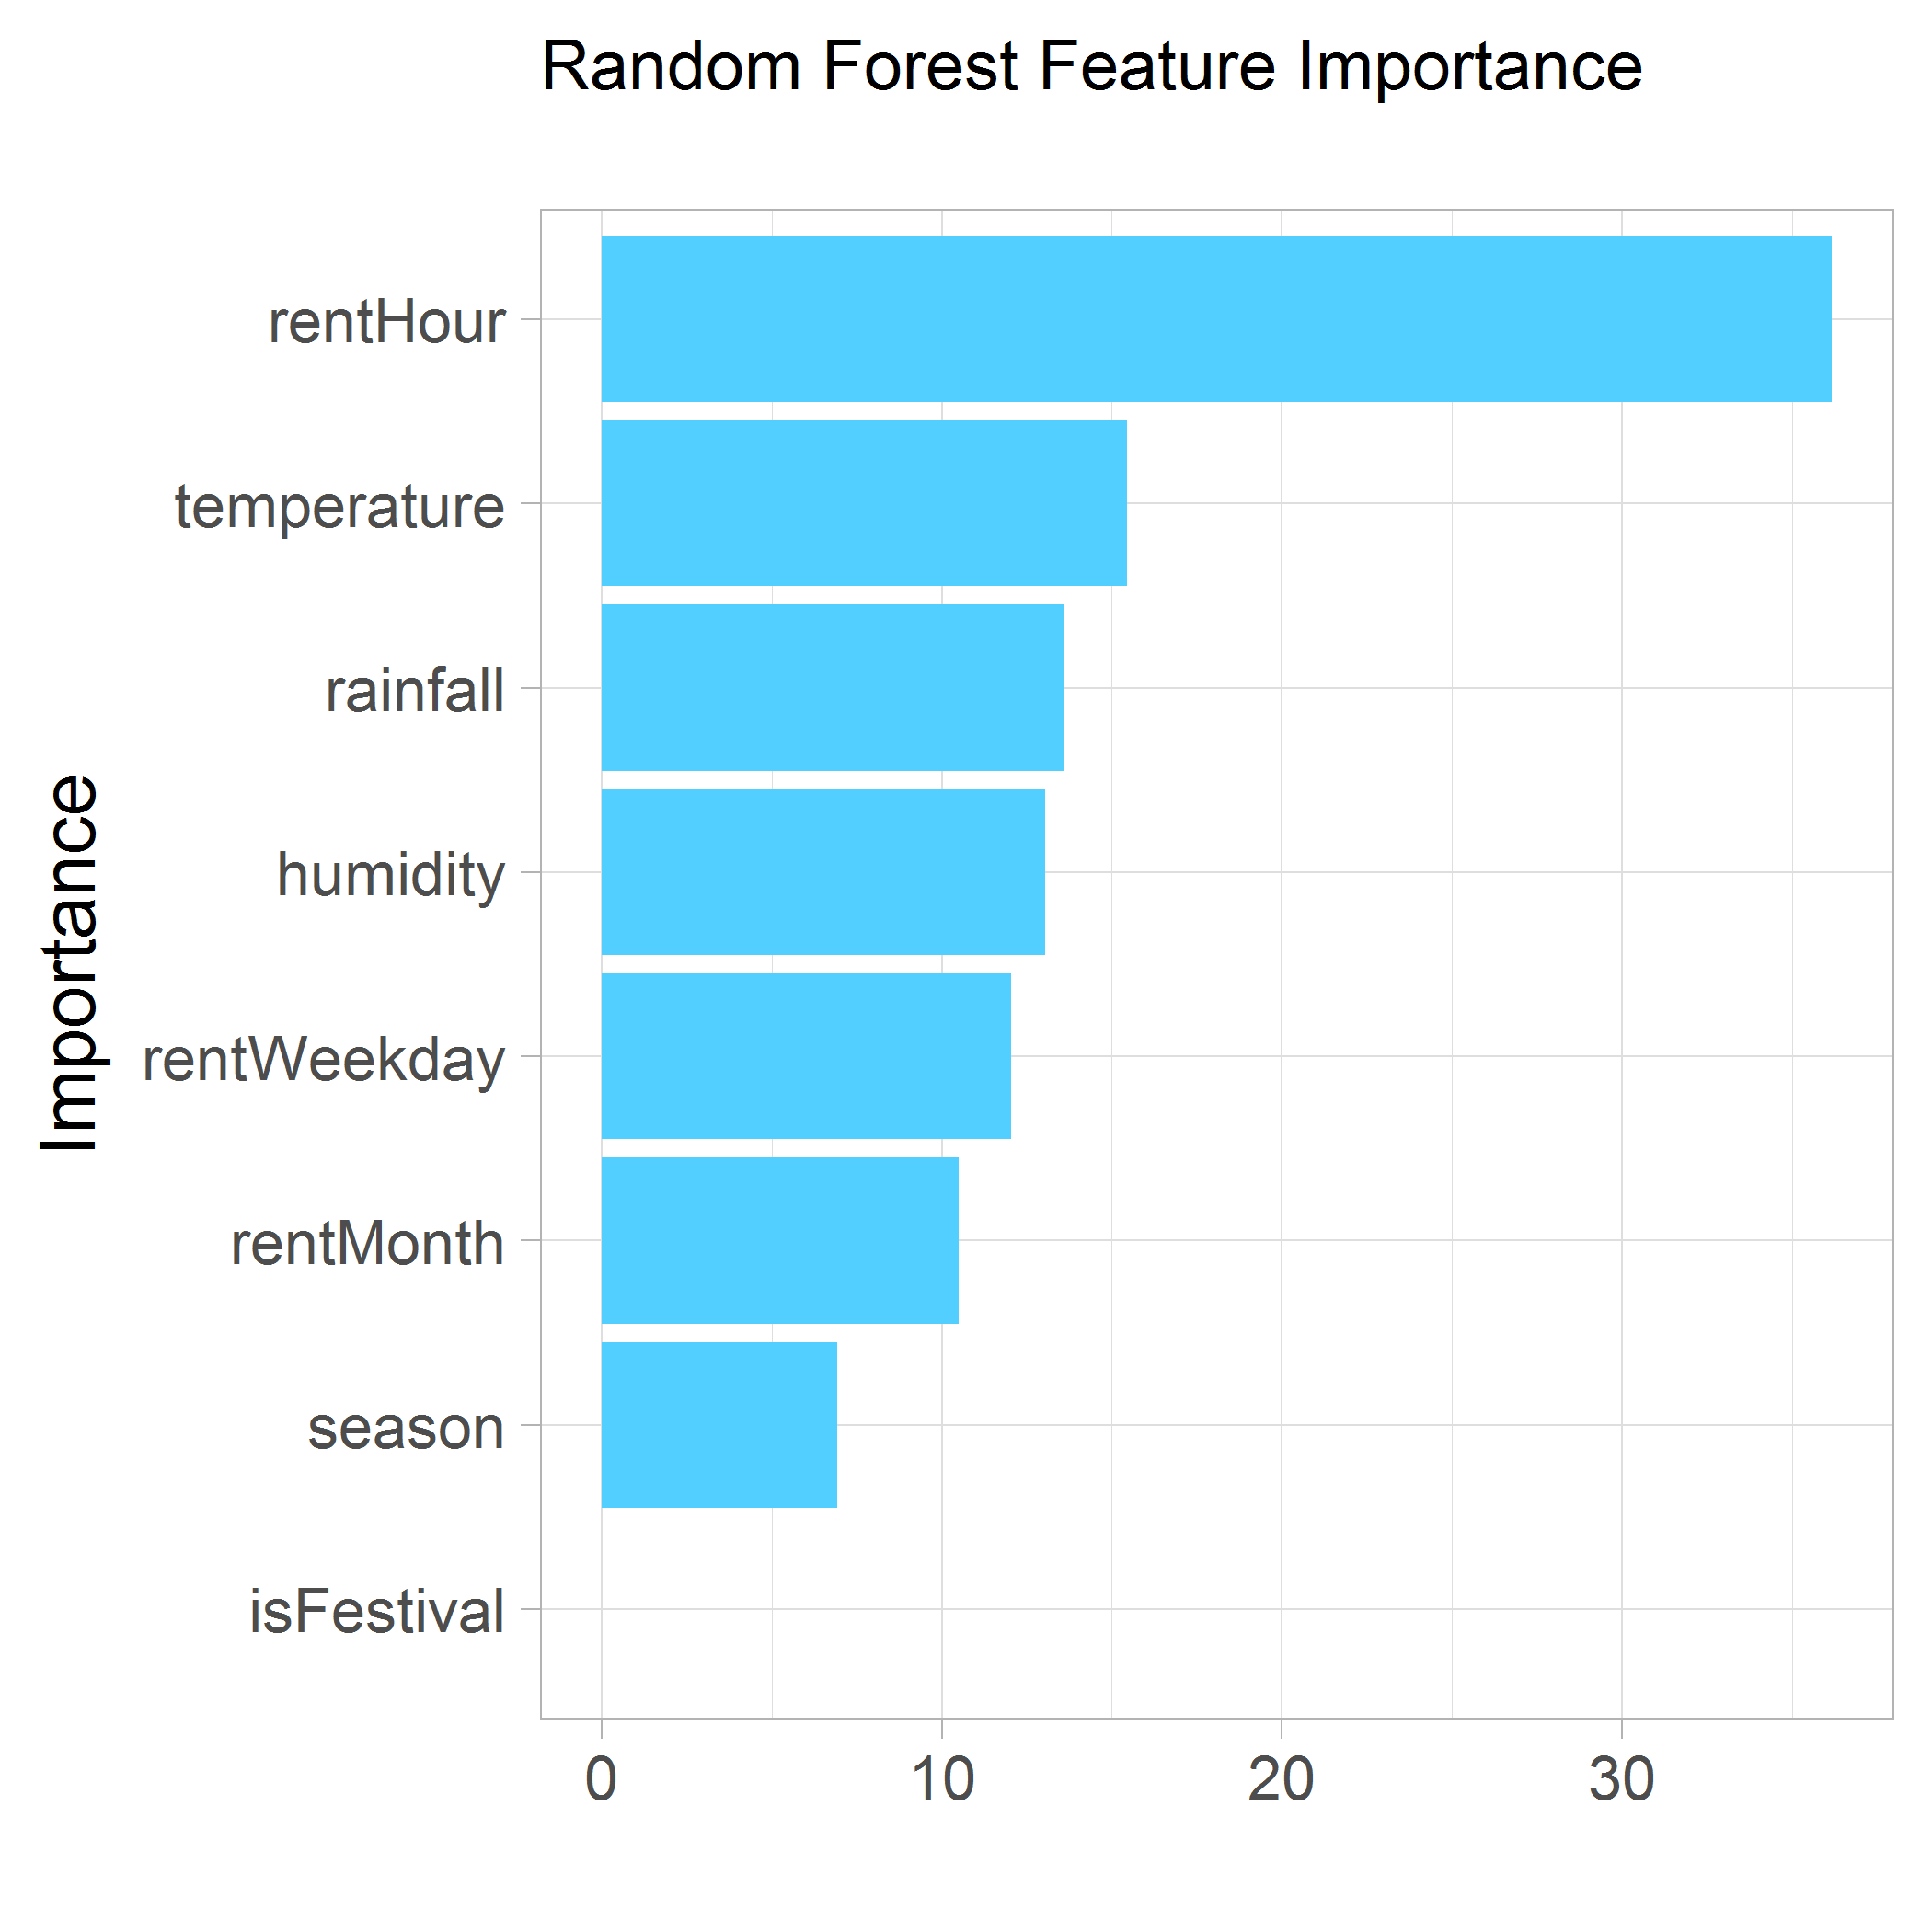 Random Forest Feature Importance
Importance
rentHour
temperature
rainfall
humidity
rentWeekday
rentMonth
season
isFestival
0 10 20 30